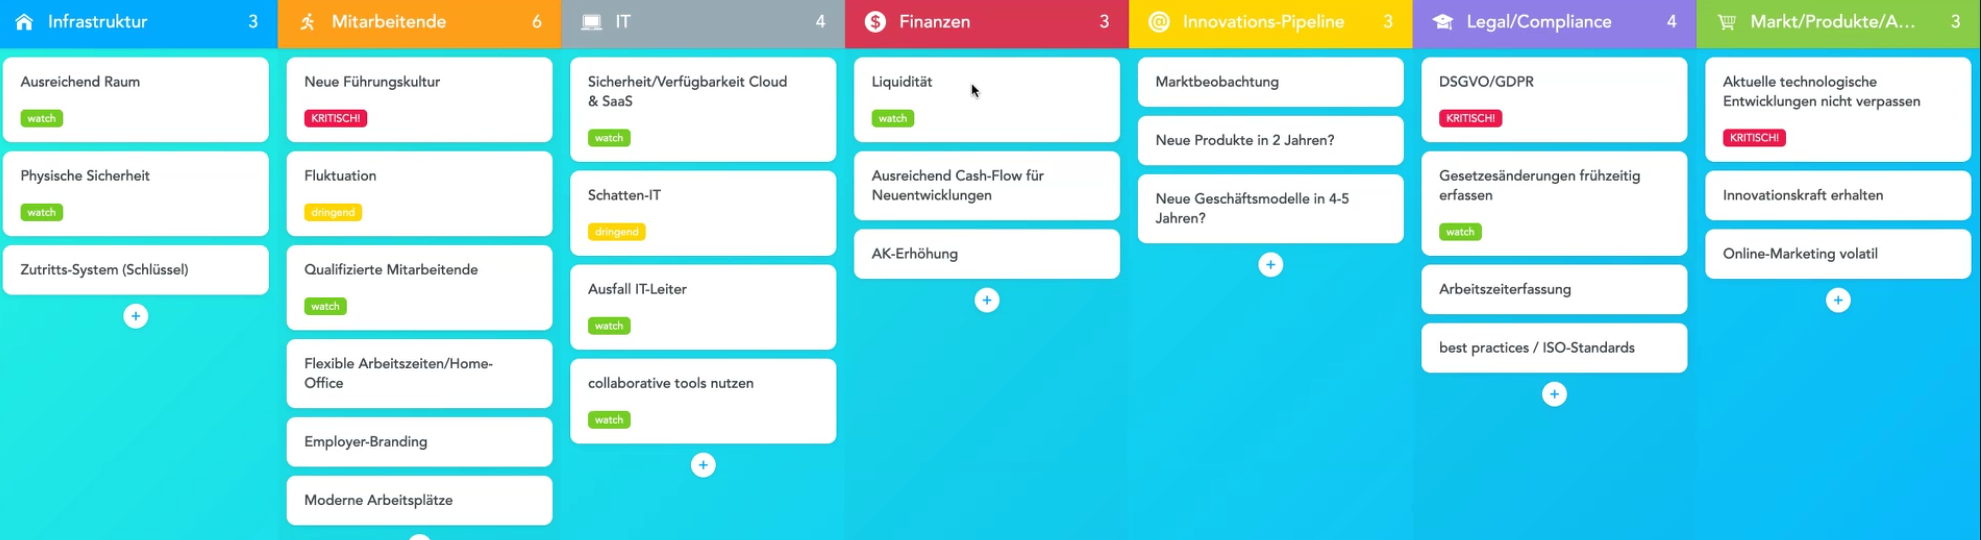 Infrastruktur 3
Ausreichend Raum
watch
Physische Sicherheit
watch
Zutritts-System (Schlüssel)
Mitarbeitende 6
Neue Führungskultur
KRITISCH!
Fluktuation
dringend
Qualifizierte Mitarbeitende
watch
Flexible Arbeitszeiten/Home-
Office
Employer-Branding
Moderne Arbeitsplätze
IT 4
Sicherheit/Verfügbarkeit Cloud
& SaaS
watch
Schatten-IT
dringend
Ausfall IT-Leiter
watch
collaborative tools nutzen
watch
Finanzen 3
Liquidität
watch
Ausreichend Cash-Flow für
Neuentwicklungen
AK-Erhöhung
Innovations-Pipeline 3
Marktbeobachtung
Neue Produkte in 2 Jahren?
Neue Geschäftsmodelle in 4-5
Jahren?
Legal/Compliance 4
DSGVO/GDPR
KRITISCH!
Gesetzesänderungen frühzeitig
erfassen
watch
Arbeitszeiterfassung
best practices / ISO-Standards
Markt/Produkte/A... 3
Aktuelle technologische
Entwicklungen nicht verpassen
KRITISCH!
Innovationskraft erhalten
Online-Marketing volatil